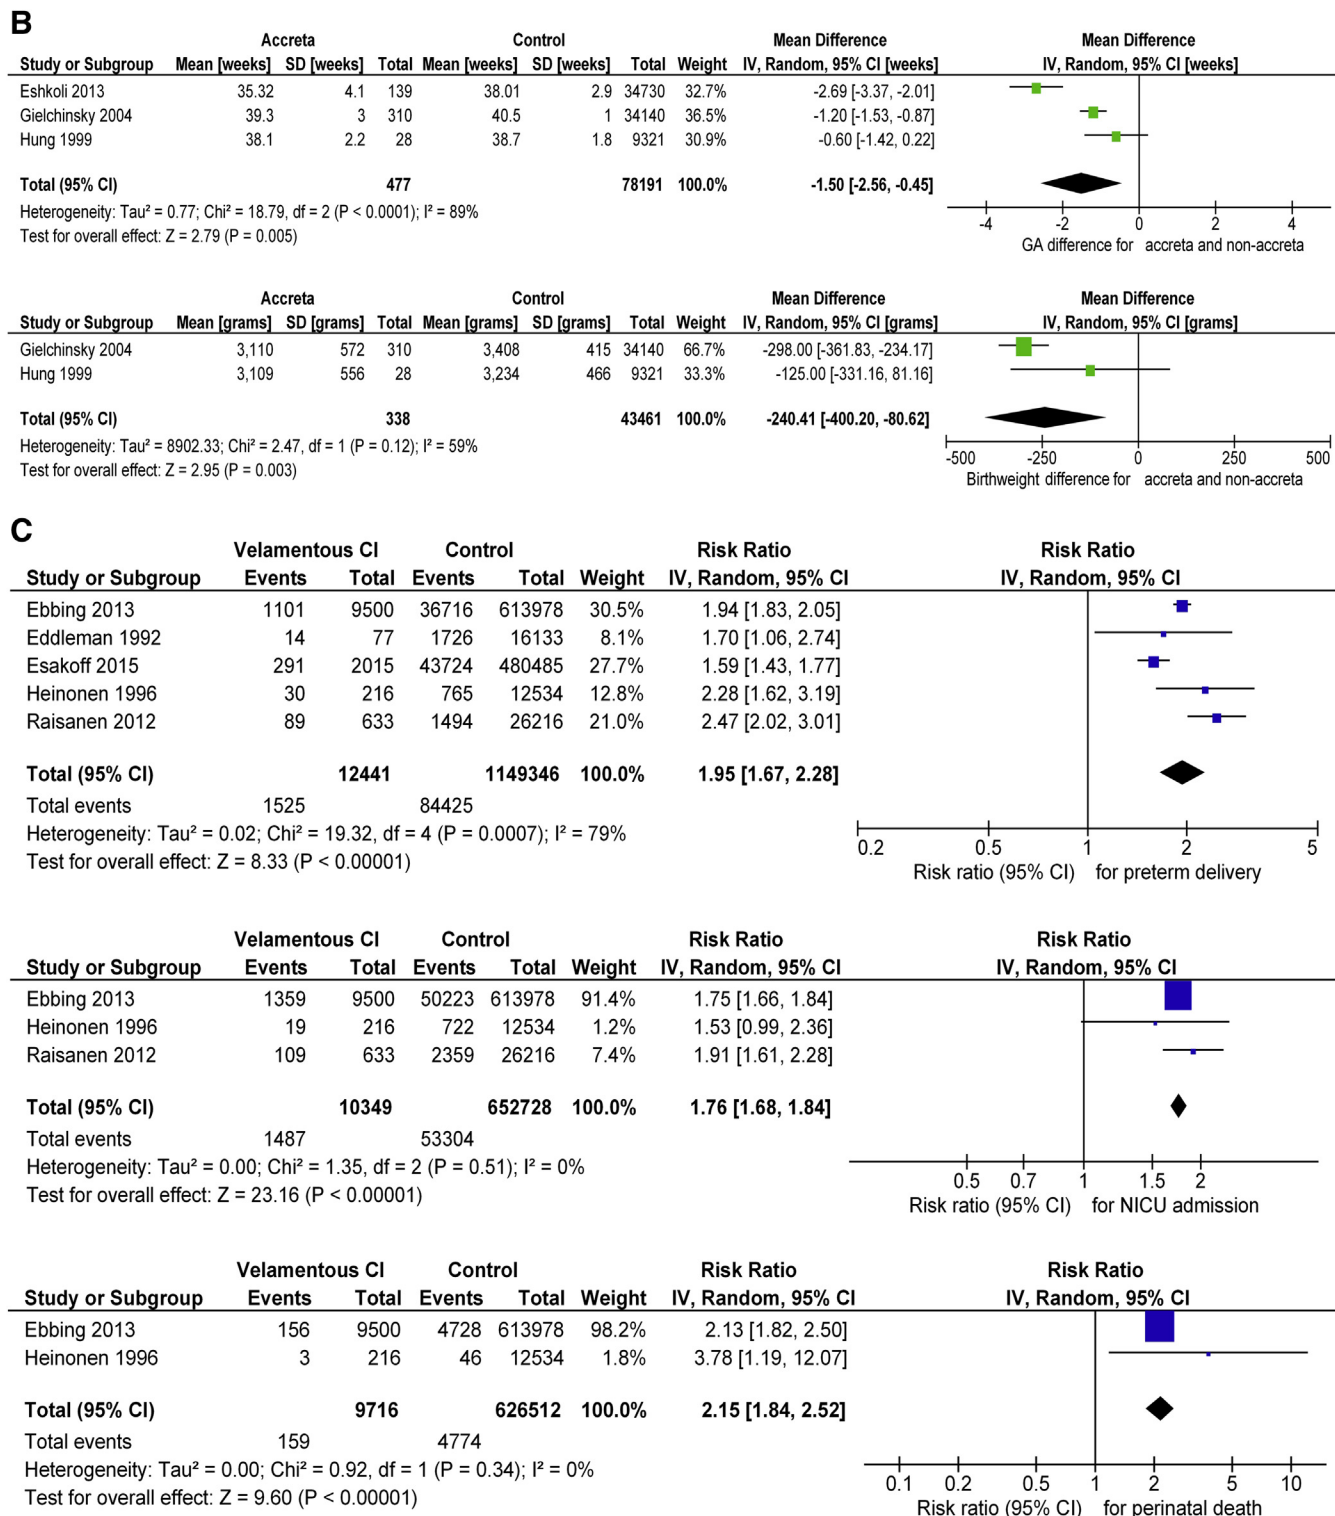 B
Accreta Control Mean Difference Mean Difference
Study or Subgroup Mean [weeks] SD [weeks] Total Mean [weeks] SD [weeks] Total Weight IV, Random, 95% CI [weeks] IV, Random, 95% CI [weeks]
Eshkoli 2013 35.32 4.1 139 38.01 2.9 34730 32.7% -2.69 [-3.37, -2.01]
Gielchinsky 2004 39.3 3 310 40.5 1 34140 36.5% -1.20 [-1.53, -0.87]
Hung 1999 38.1 2.2 28 38.7 1.8 9321 30.9% -0.60 [-1.42, 0.22]
Total (95% CI) 477 78191 100.0% -1.50 [-2.56, -0.45]
Heterogeneity: Tau² = 0.77; Chi² = 18.79, df = 2 (P < 0.0001); I² = 89%
Test for overall effect: Z = 2.79 (P = 0.005)
-4 -2 0 2 4
GA difference for accreta and non-accreta
Accreta Control Mean Difference Mean Difference
Study or Subgroup Mean [grams] SD [grams] Total Mean [grams] SD [grams] Total Weight IV, Random, 95% CI [grams] IV, Random, 95% CI [grams]
Gielchinsky 2004 3,110 572 310 3,408 415 34140 66.7% -298.00 [-361.83, -234.17]
Hung 1999 3,109 556 28 3,234 466 9321 33.3% -125.00 [-331.16, 81.16]
Total (95% CI) 338 43461 100.0% -240.41 [-400.20, -80.62]
Heterogeneity: Tau² = 8902.33; Chi² = 2.47, df = 1 (P = 0.12); I² = 59%
Test for overall effect: Z = 2.95 (P = 0.003)
-500 -250 0 250 500
Birthweight difference for accreta and non-accreta
C
Velamentous CI Control Risk Ratio Risk Ratio
Study or Subgroup Events Total Events Total Weight IV, Random, 95% CI IV, Random, 95% CI
Ebbing 2013 1101 9500 36716 613978 30.5% 1.94 [1.83, 2.05]
Eddleman 1992 14 77 1726 16133 8.1% 1.70 [1.06, 2.74]
Esakoff 2015 291 2015 43724 480485 27.7% 1.59 [1.43, 1.77]
Heinonen 1996 30 216 765 12534 12.8% 2.28 [1.62, 3.19]
Raisanen 2012 89 633 1494 26216 21.0% 2.47 [2.02, 3.01]
Total (95% CI) 12441 1149346 100.0% 1.95 [1.67, 2.28]
Total events 1525 84425
Heterogeneity: Tau² = 0.02; Chi² = 19.32, df = 4 (P = 0.0007); I² = 79%
Test for overall effect: Z = 8.33 (P < 0.00001)
0.2 0.5 1 2 5
Risk ratio (95% CI) for preterm delivery
Velamentous CI Control Risk Ratio Risk Ratio
Study or Subgroup Events Total Events Total Weight IV, Random, 95% CI IV, Random, 95% CI
Ebbing 2013 1359 9500 50223 613978 91.4% 1.75 [1.66, 1.84]
Heinonen 1996 19 216 722 12534 1.2% 1.53 [0.99, 2.36]
Raisanen 2012 109 633 2359 26216 7.4% 1.91 [1.61, 2.28]
Total (95% CI) 10349 652728 100.0% 1.76 [1.68, 1.84]
Total events 1487 53304
Heterogeneity: Tau² = 0.00; Chi² = 1.35, df = 2 (P = 0.51); I² = 0%
Test for overall effect: Z = 23.16 (P < 0.00001)
0.5 0.7 1 1.5 2
Risk ratio (95% CI) for NICU admission
Velamentous CI Control Risk Ratio Risk Ratio
Study or Subgroup Events Total Events Total Weight IV, Random, 95% CI IV, Random, 95% CI
Ebbing 2013 156 9500 4728 613978 98.2% 2.13 [1.82, 2.50]
Heinonen 1996 3 216 46 12534 1.8% 3.78 [1.19, 12.07]
Total (95% CI) 9716 626512 100.0% 2.15 [1.84, 2.52]
Total events 159 4774
Heterogeneity: Tau² = 0.00; Chi² = 0.92, df = 1 (P = 0.34); I² = 0%
Test for overall effect: Z = 9.60 (P < 0.00001)
0.1 0.2 0.5 1 2 5 10
Risk ratio (95% CI) for perinatal death